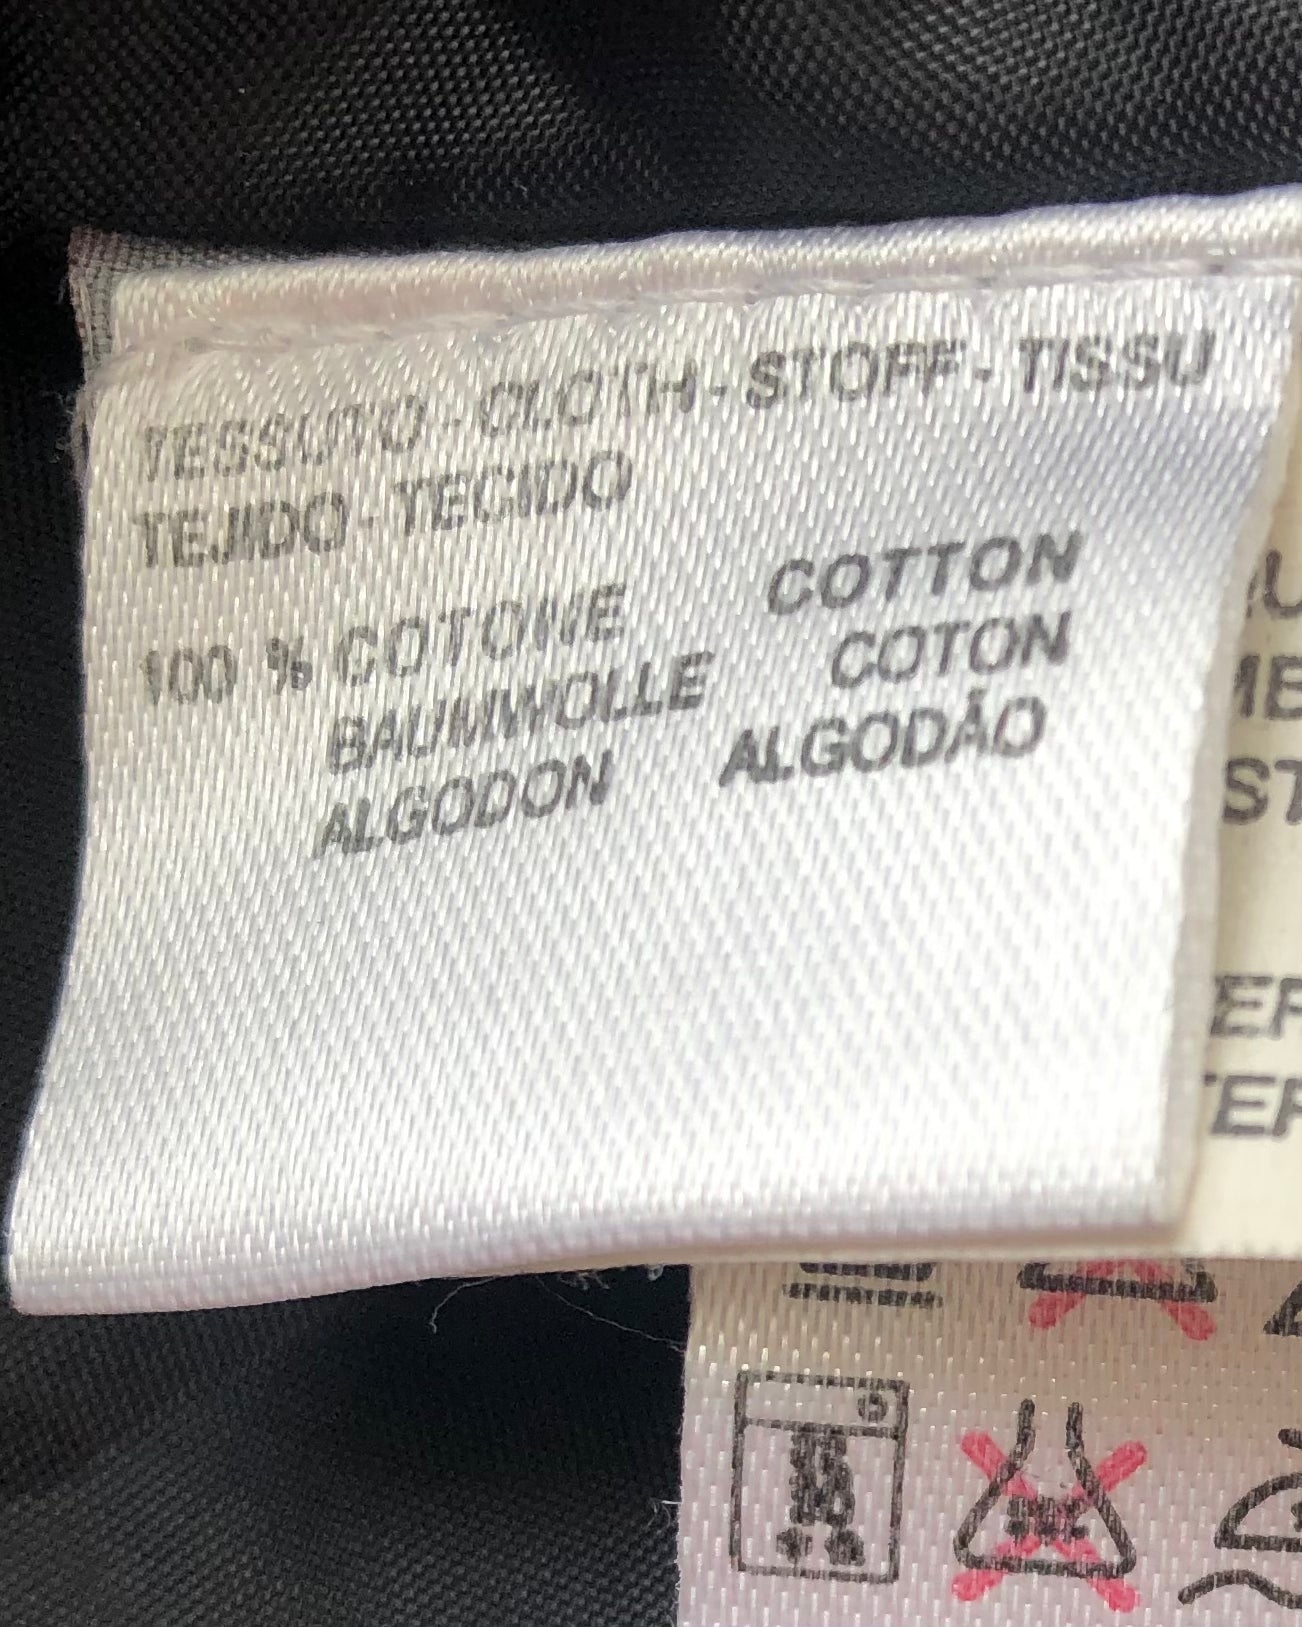 TESSUTO - CLOTH - STOFF - TISSU
TEJIDO - TECIDO
100 % COTONE COTTON
BAUMWOLLE COTON
ALGODON ALGODÃO